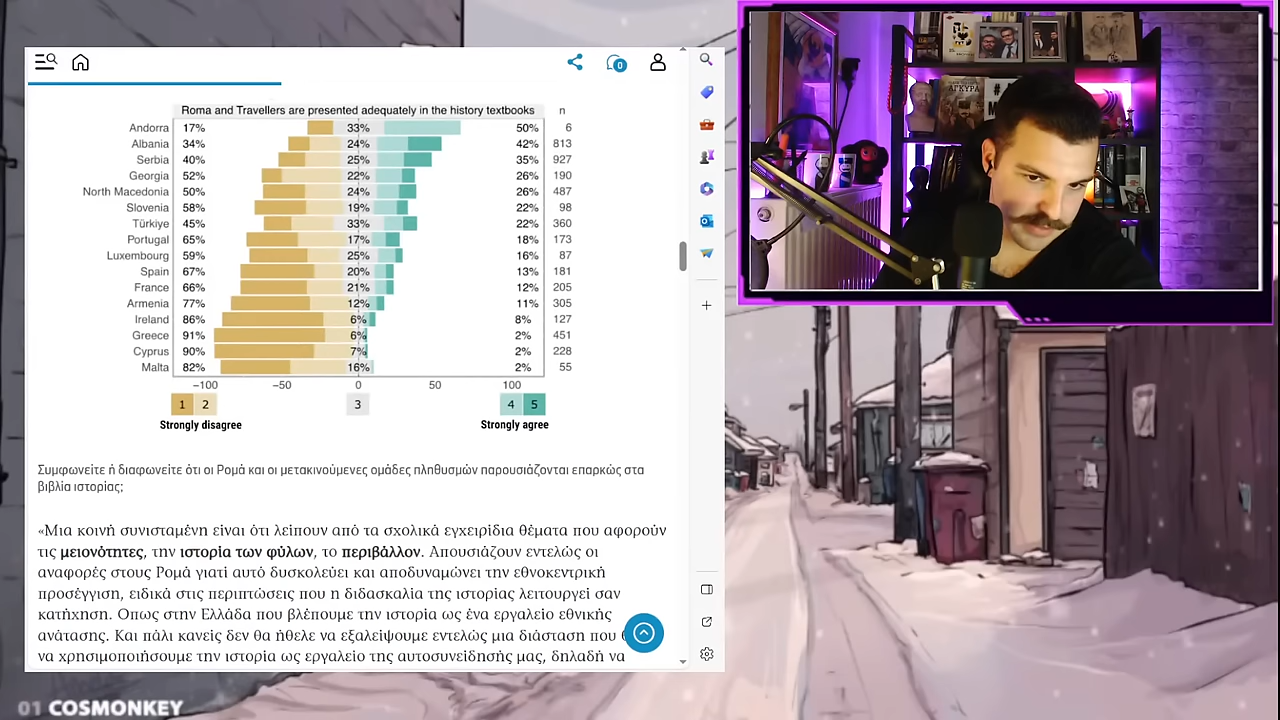 0
Roma and Travellers are presented adequately in the history textbooks n
Andorra 17% 33% 50% 6
Albania 34% 24% 42% 813
Serbia 40% 25% 35% 927
Georgia 52% 22% 26% 190
North Macedonia 50% 24% 26% 487
Slovenia 58% 19% 22% 98
Türkiye 45% 33% 22% 360
Portugal 65% 17% 18% 173
Luxembourg 59% 25% 16% 87
Spain 67% 20% 13% 181
France 66% 21% 12% 205
Armenia 77% 12% 11% 305
Ireland 86% 6% 8% 127
Greece 91% 6% 2% 451
Cyprus 90% 7% 2% 228
Malta 82% 16% 2% 55
−100 −50 0 50 100
1 2 3 4 5
Strongly disagree Strongly agree
Συμφωνείτε ή διαφωνείτε ότι οι Ρομά και οι μετακινούμενες ομάδες πληθυσμών παρουσιάζονται επαρκώς στα
βιβλία ιστορίας;
«Μια κοινή συνισταμένη είναι ότι λείπουν από τα σχολικά εγχειρίδια θέματα που αφορούν
τις μειονότητες, την ιστορία των φύλων, το περιβάλλον. Απουσιάζουν εντελώς οι
αναφορές στους Ρομά γιατί αυτό δυσκολεύει και αποδυναμώνει την εθνοκεντρική
προσέγγιση, ειδικά στις περιπτώσεις που η διδασκαλία της ιστορίας λειτουργεί σαν
κατήχηση. Οπως στην Ελλάδα που βλέπουμε την ιστορία ως ένα εργαλείο εθνικής
ανάτασης. Και πάλι κανείς δεν θα ήθελε να εξαλείψουμε εντελώς μια διάσταση που
να χρησιμοποιήσουμε την ιστορία ως εργαλείο της αυτοσυνείδησής μας, δηλαδή να
ΑΓΚΥΡΑ
01 COSMONKEY